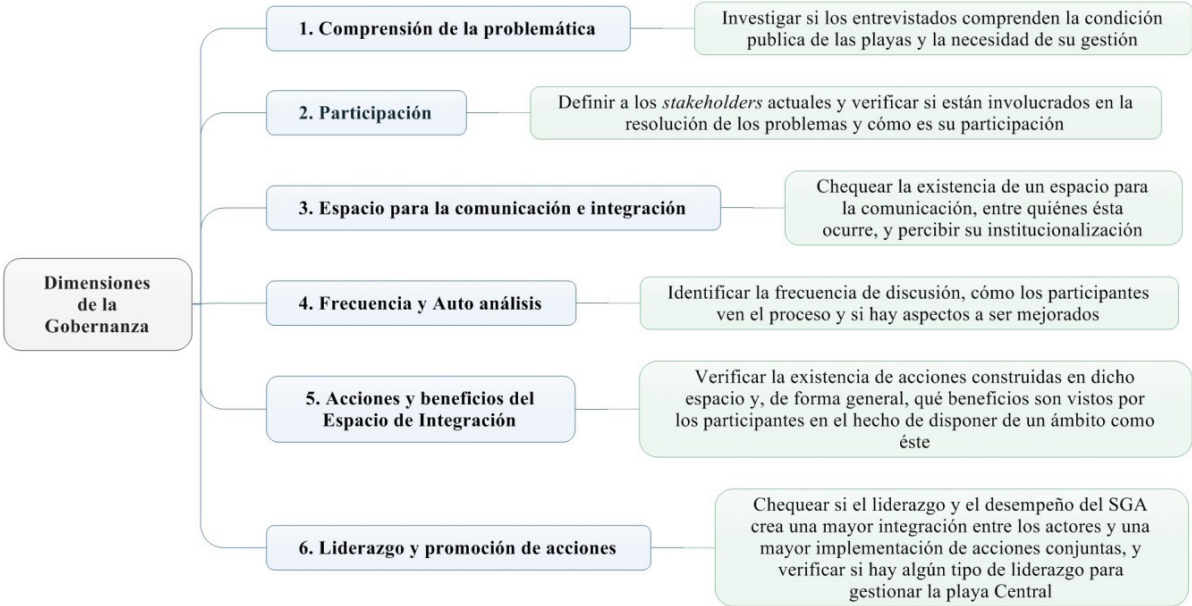 Dimensiones
de la
Gobernanza
1. Comprensión de la problemática
Investigar si los entrevistados comprenden la condición
publica de las playas y la necesidad de su gestión
2. Participación
Definir a los stakeholders actuales y verificar si están involucrados en la
resolución de los problemas y cómo es su participación
3. Espacio para la comunicación e integración
Chequear la existencia de un espacio para
la comunicación, entre quiénes ésta
ocurre, y percibir su institucionalización
4. Frecuencia y Auto análisis
Identificar la frecuencia de discusión, cómo los participantes
ven el proceso y si hay aspectos a ser mejorados
5. Acciones y beneficios del
Espacio de Integración
Verificar la existencia de acciones construidas en dicho
espacio y, de forma general, qué beneficios son vistos por
los participantes en el hecho de disponer de un ámbito como
éste
6. Liderazgo y promoción de acciones
Chequear si el liderazgo y el desempeño del SGA
crea una mayor integración entre los actores y una
mayor implementación de acciones conjuntas, y
verificar si hay algún tipo de liderazgo para
gestionar la playa Central